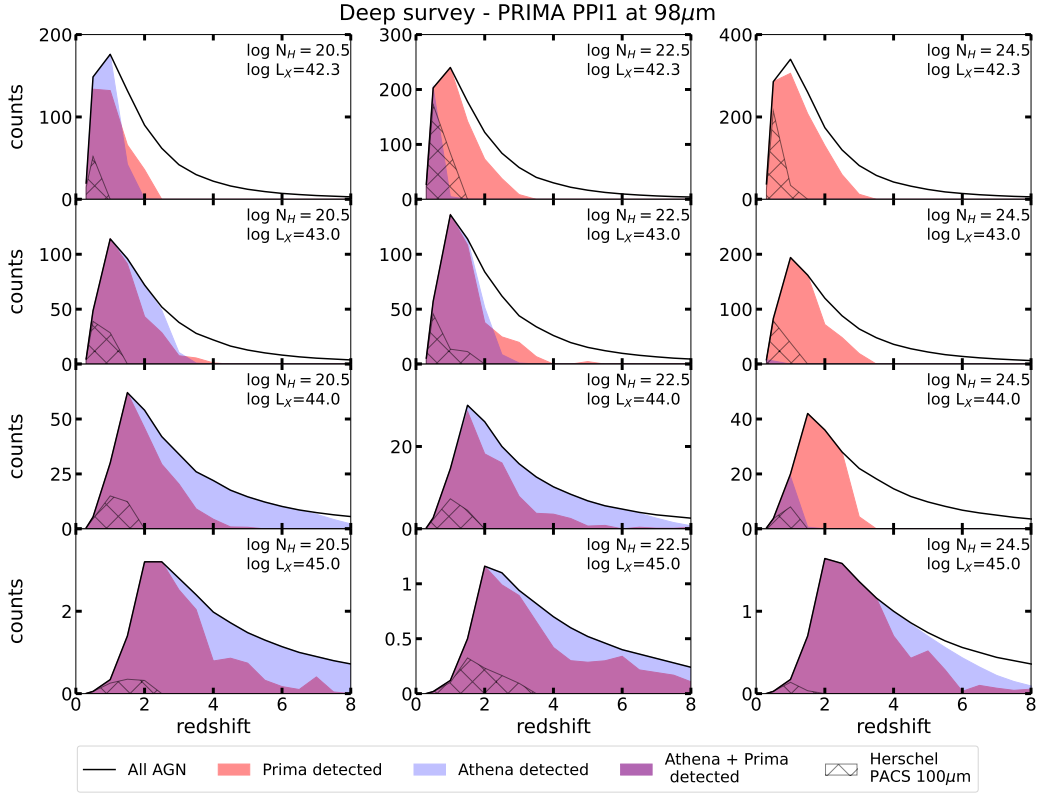 Deep survey - PRIMA PPI1 at 98μm
200
100
0
counts
log N_H = 20.5
log L_X=42.3
300
200
100
0
log N_H = 22.5
log L_X=42.3
400
200
0
log N_H = 24.5
log L_X=42.3
100
50
0
counts
log N_H = 20.5
log L_X=43.0
100
50
0
log N_H = 22.5
log L_X=43.0
200
100
0
log N_H = 24.5
log L_X=43.0
50
25
0
counts
log N_H = 20.5
log L_X=44.0
20
0
log N_H = 22.5
log L_X=44.0
40
20
0
log N_H = 24.5
log L_X=44.0
2
0
counts
log N_H = 20.5
log L_X=45.0
1
0.5
0
log N_H = 22.5
log L_X=45.0
1
0
log N_H = 24.5
log L_X=45.0
0 2 4 6 8
0 2 4 6 8
0 2 4 6 8
redshift
redshift
redshift
All AGN
Prima detected
Athena detected
Athena + Prima
detected
Herschel
PACS 100μm